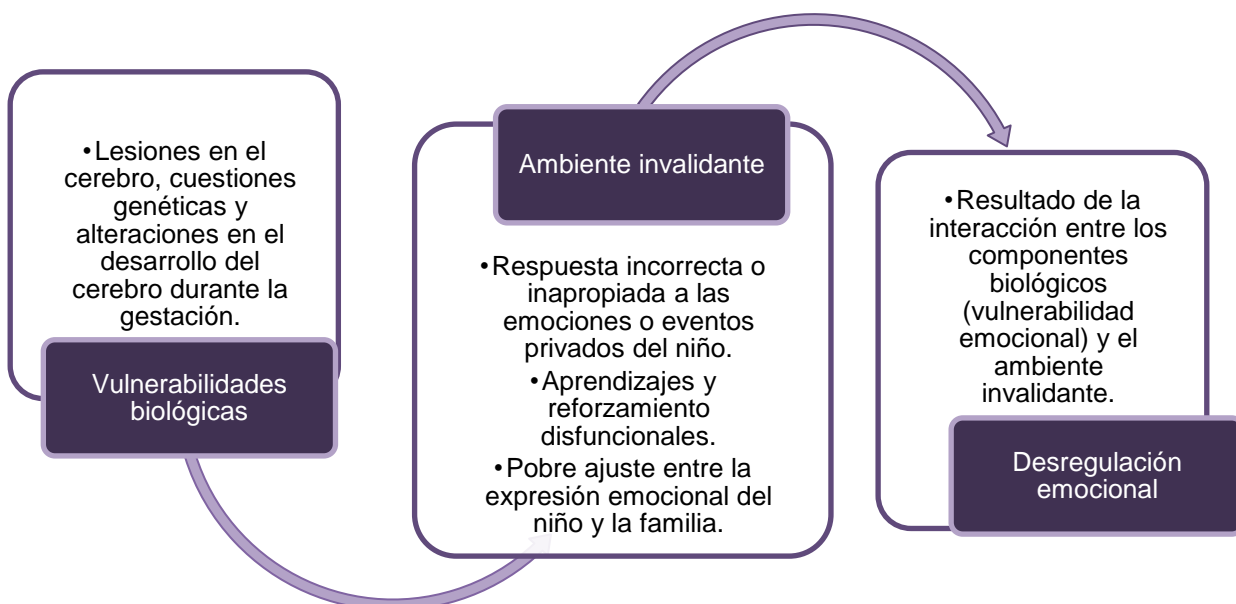 •Lesiones en el
cerebro, cuestiones
genéticas y
alteraciones en el
desarrollo del
cerebro durante la
gestación.
Vulnerabilidades
biológicas
Ambiente invalidante
•Respuesta incorrecta o
inapropiada a las
emociones o eventos
privados del niño.
•Aprendizajes y
reforzamiento
disfuncionales.
•Pobre ajuste entre la
expresión emocional del
niño y la familia.
•Resultado de la
interacción entre los
componentes
biológicos
(vulnerabilidad
emocional) y el
ambiente
invalidante.
Desregulación
emocional